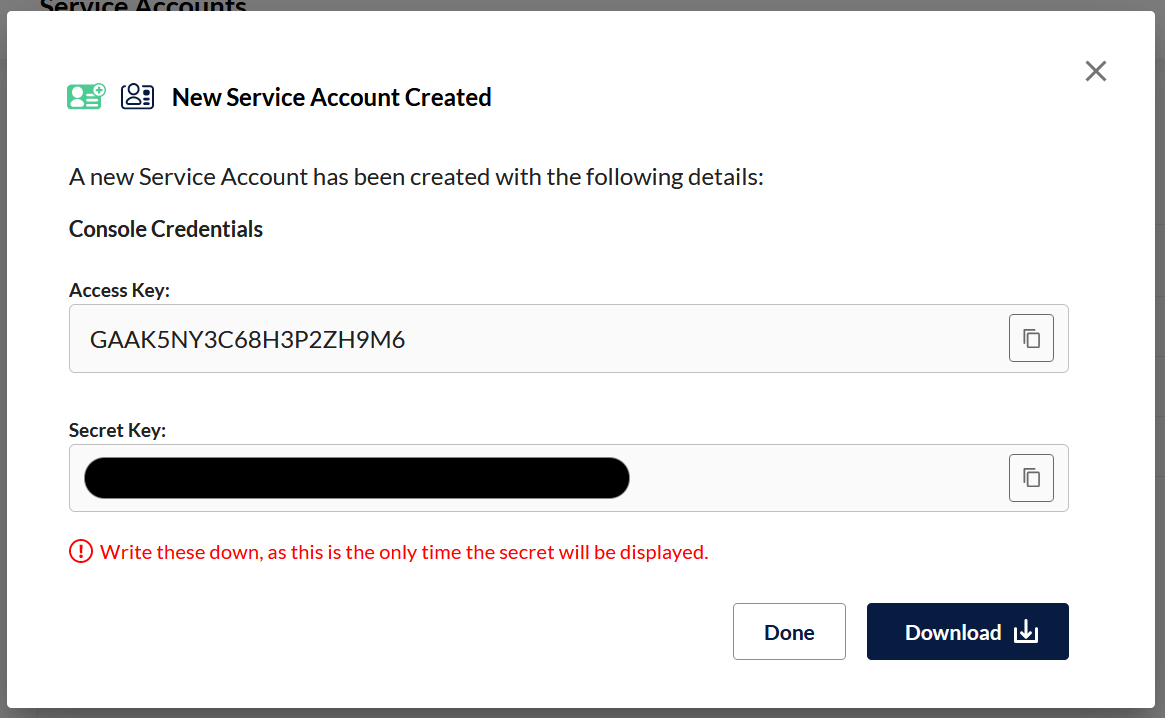 Service Accounts
New Service Account Created
A new Service Account has been created with the following details:
Console Credentials
Access Key:
GAAK5NY3C68H3P2ZH9M6
Secret Key:
Write these down, as this is the only time the secret will be displayed.
Done
Download